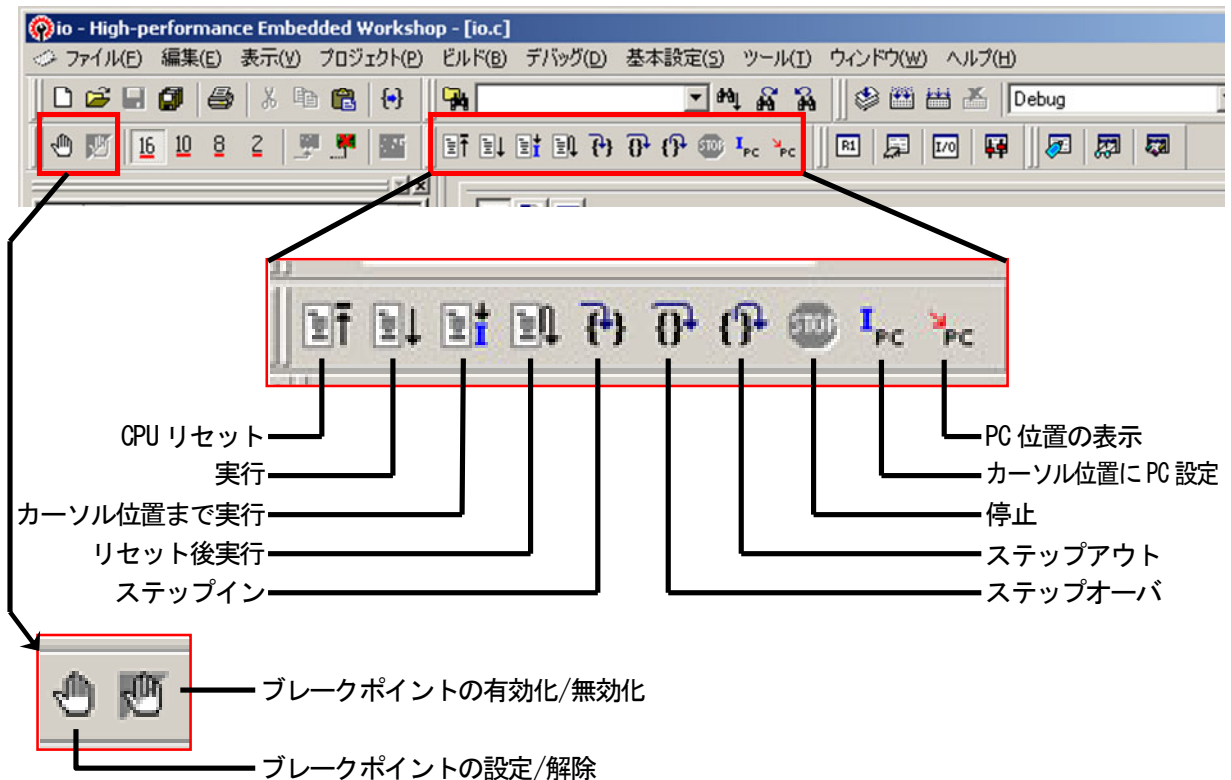 io - High-performance Embedded Workshop - [io.c]
ファイル(F) 編集(E) 表示(V) プロジェクト(P) ビルド(B) デバッグ(D) 基本設定(S) ツール(T) ウィンドウ(W) ヘルプ(H)
Debug
16 10 8 2 STOP I PC PC R1 I/O
STOP I PC PC
CPU リセット
PC 位置の表示
実行
カーソル位置に PC 設定
カーソル位置まで実行
停止
リセット後実行
ステップアウト
ステップイン
ステップオーバ
ブレークポイントの有効化/無効化
ブレークポイントの設定/解除